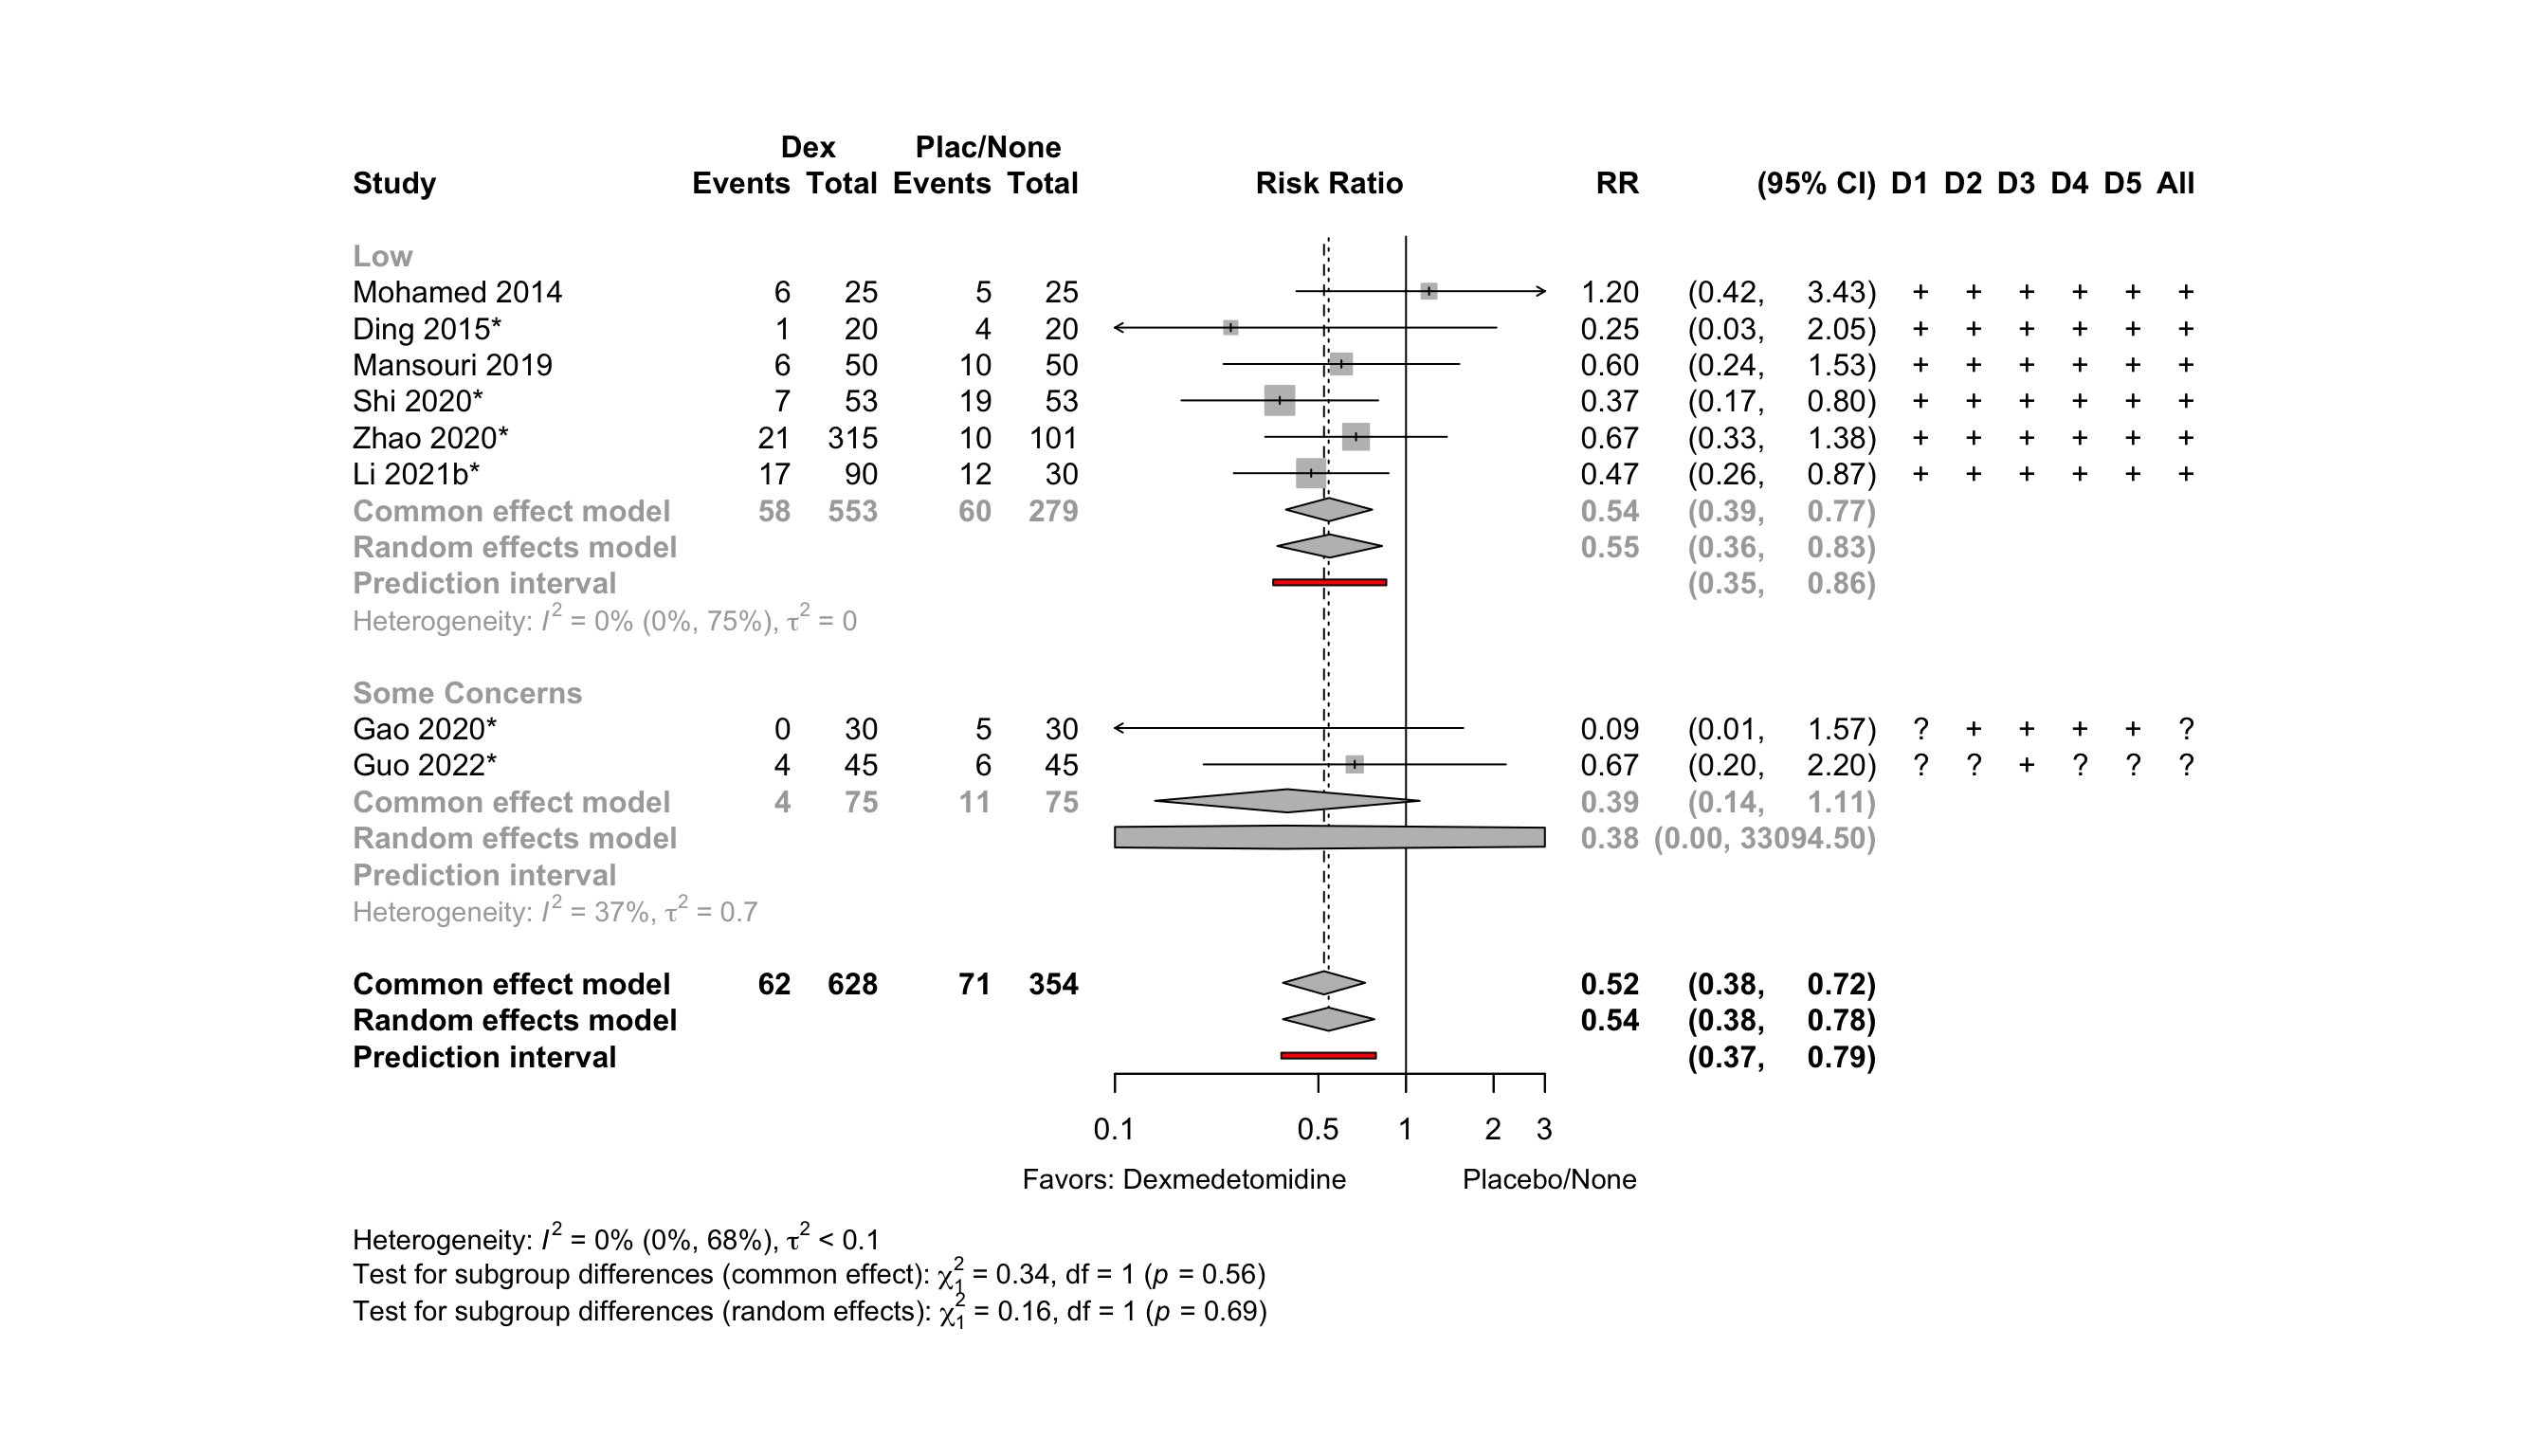 Dex Plac/None
Study Events Total Events Total Risk Ratio RR (95% CI) D1 D2 D3 D4 D5 All
Low
Mohamed 2014 6 25 5 25 1.20 (0.42, 3.43) + + + + + +
Ding 2015* 1 20 4 20 0.25 (0.03, 2.05) + + + + + +
Mansouri 2019 6 50 10 50 0.60 (0.24, 1.53) + + + + + +
Shi 2020* 7 53 19 53 0.37 (0.17, 0.80) + + + + + +
Zhao 2020* 21 315 10 101 0.67 (0.33, 1.38) + + + + + +
Li 2021b* 17 90 12 30 0.47 (0.26, 0.87) + + + + + +
Common effect model 58 553 60 279 0.54 (0.39, 0.77)
Random effects model 0.55 (0.36, 0.83)
Prediction interval (0.35, 0.86)
Heterogeneity: I² = 0% (0%, 75%), τ² = 0
Some Concerns
Gao 2020* 0 30 5 30 0.09 (0.01, 1.57) ? + + + + ?
Guo 2022* 4 45 6 45 0.67 (0.20, 2.20) ? ? + ? ? ?
Common effect model 4 75 11 75 0.39 (0.14, 1.11)
Random effects model 0.38 (0.00, 33094.50)
Prediction interval
Heterogeneity: I² = 37%, τ² = 0.7
Common effect model 62 628 71 354 0.52 (0.38, 0.72)
Random effects model 0.54 (0.38, 0.78)
Prediction interval (0.37, 0.79)
0.1 0.5 1 2 3
Favors: Dexmedetomidine Placebo/None
Heterogeneity: I² = 0% (0%, 68%), τ² < 0.1
Test for subgroup differences (common effect): χ₁² = 0.34, df = 1 (p = 0.56)
Test for subgroup differences (random effects): χ₁² = 0.16, df = 1 (p = 0.69)